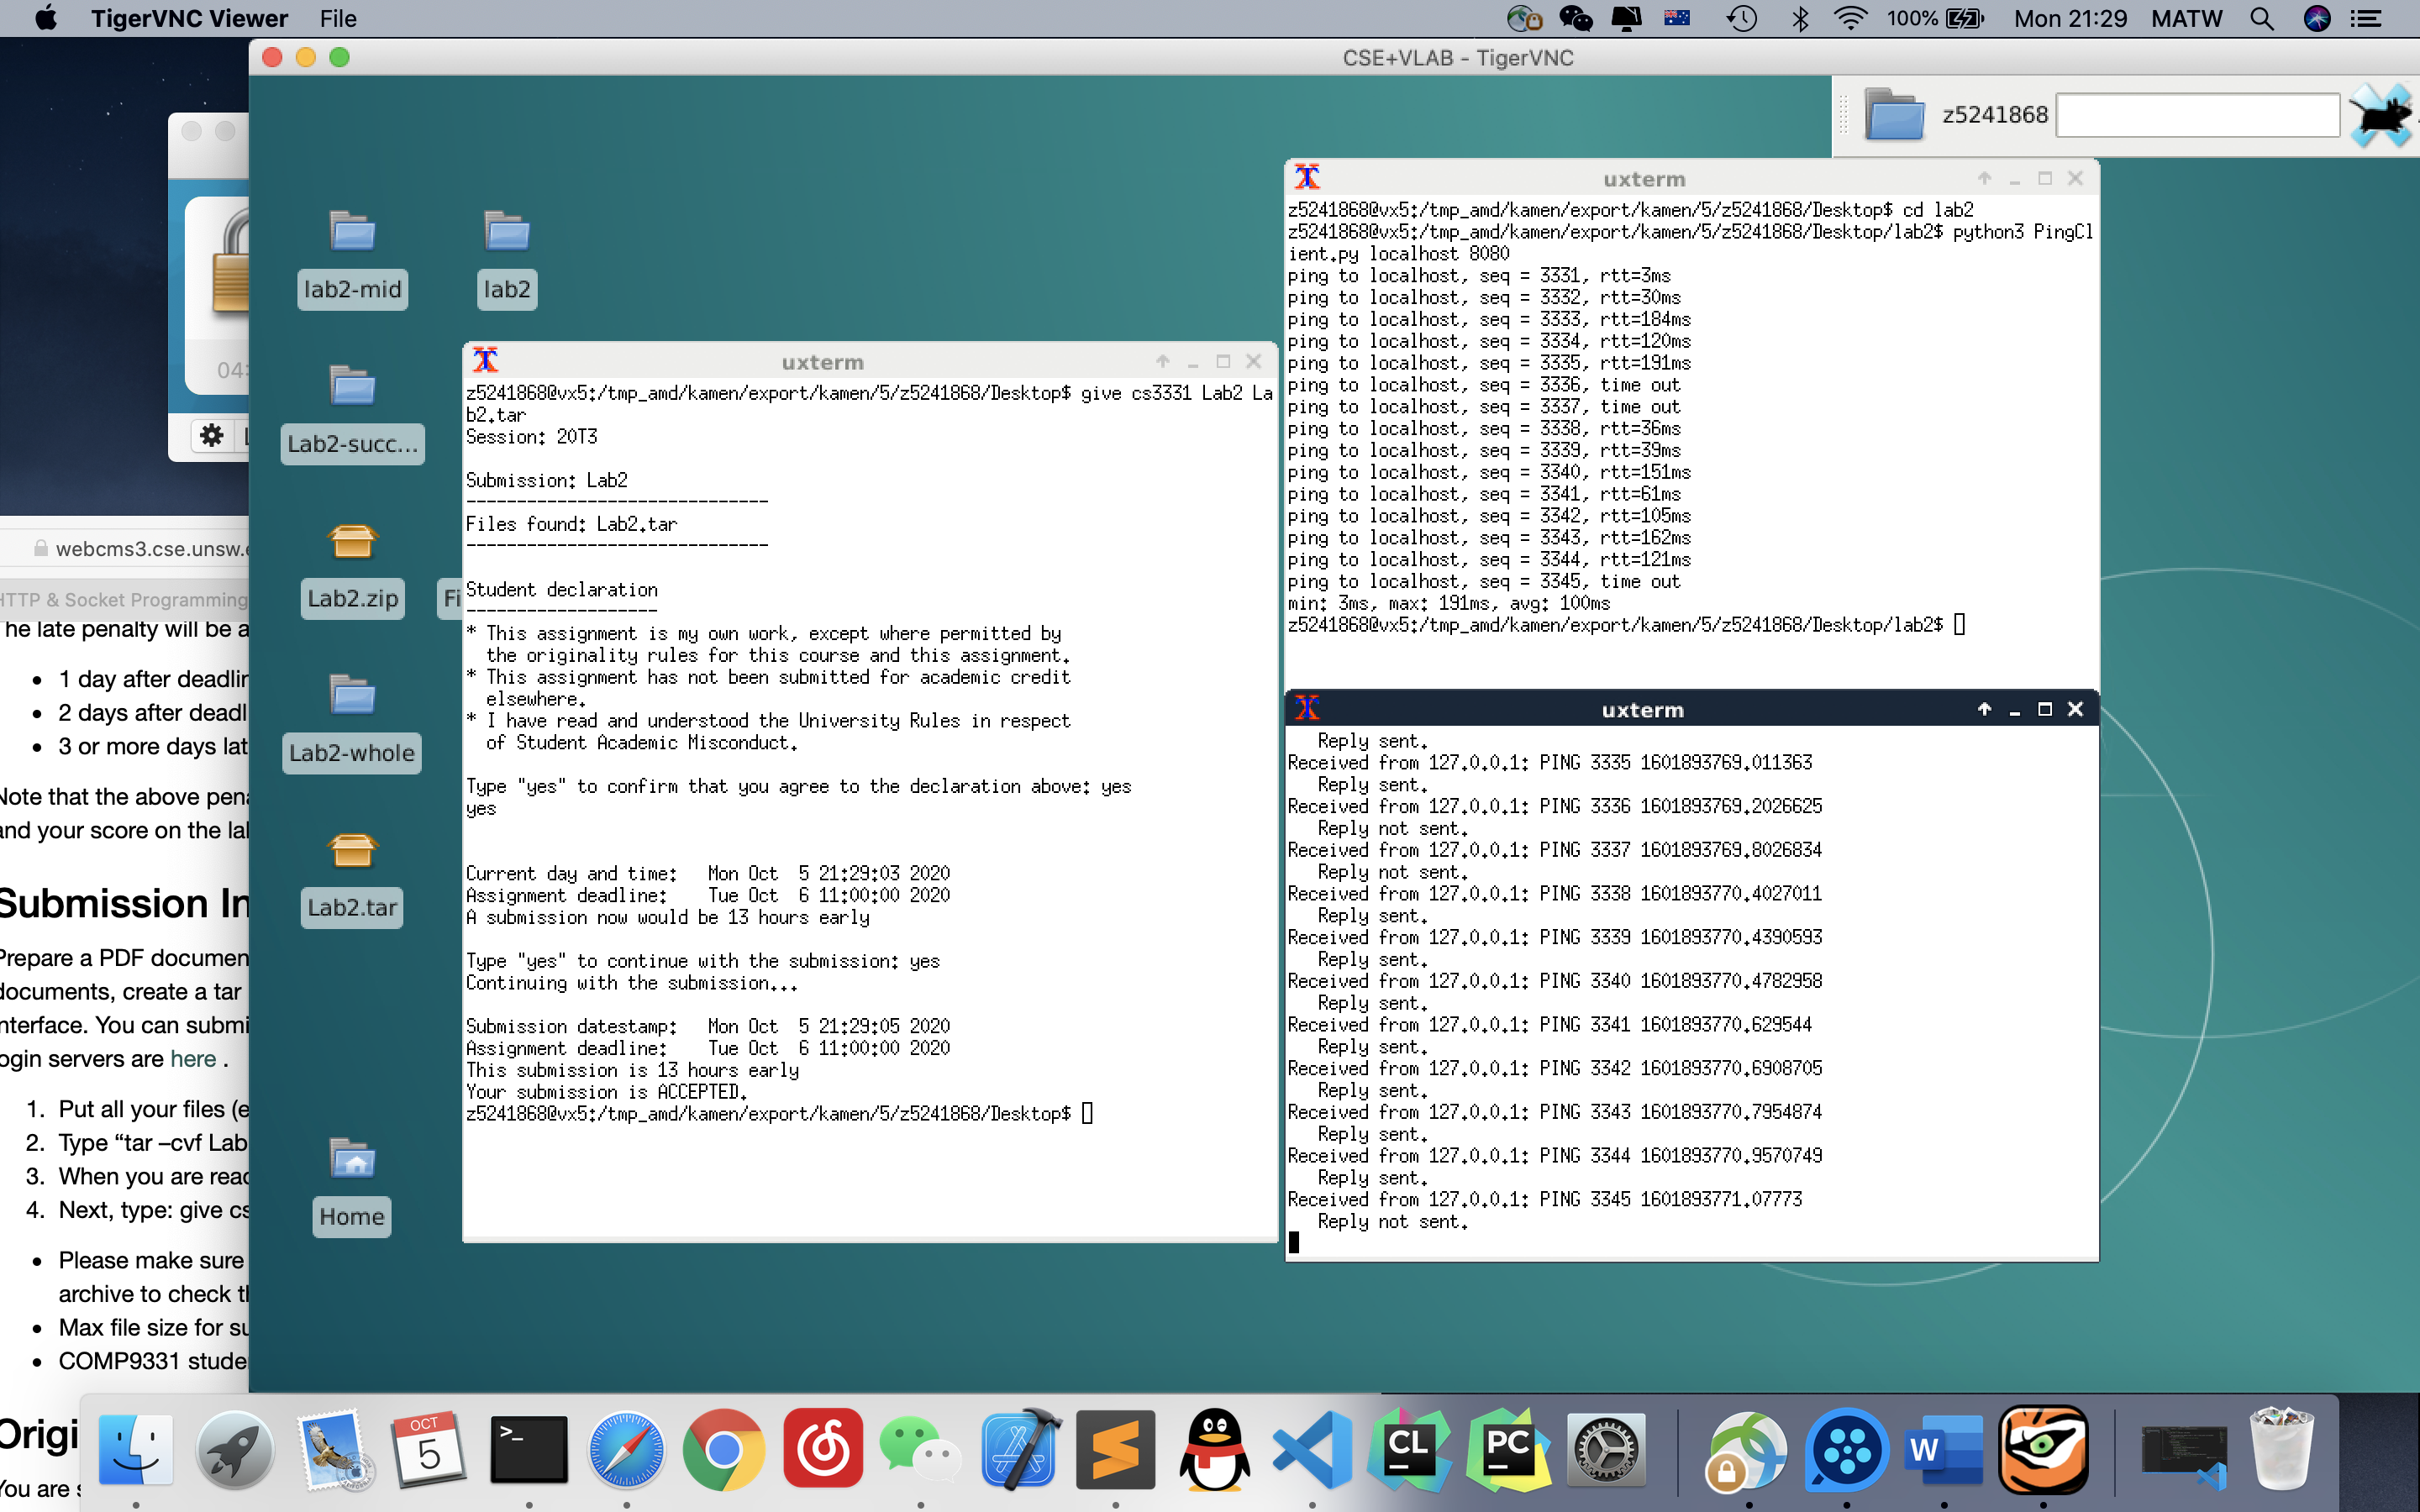 TigerVNC Viewer File 100% Mon 21:29 MATW
CSE+VLAB - TigerVNC
z5241868
lab2-mid
lab2
Lab2-succ...
Lab2.zip
Fi
Lab2-whole
Lab2.tar
Home
04:
webcms3.cse.unsw.e
HTTP & Socket Programming
The late penalty will be a
• 1 day after deadlin
• 2 days after deadl
• 3 or more days lat
Note that the above pena
and your score on the la
Submission In
Prepare a PDF documen
documents, create a tar
interface. You can submi
login servers are here .
1. Put all your files (e
2. Type “tar –cvf Lab
3. When you are read
4. Next, type: give cs
• Please make sure
archive to check t
• Max file size for su
• COMP9331 stude
Origi
You are s
uxterm
z5241868@vx5:/tmp_amd/kamen/export/kamen/5/z5241868/Desktop$ give cs3331 Lab2 La
b2.tar
Session: 20T3
Submission: Lab2
------------------------------
Files found: Lab2.tar
------------------------------
Student declaration
-------------------
* This assignment is my own work, except where permitted by
the originality rules for this course and this assignment.
* This assignment has not been submitted for academic credit
elsewhere.
* I have read and understood the University Rules in respect
of Student Academic Misconduct.
Type "yes" to confirm that you agree to the declaration above: yes
yes
Current day and time: Mon Oct 5 21:29:03 2020
Assignment deadline: Tue Oct 6 11:00:00 2020
A submission now would be 13 hours early
Type "yes" to continue with the submission: yes
Continuing with the submission...
Submission datestamp: Mon Oct 5 21:29:05 2020
Assignment deadline: Tue Oct 6 11:00:00 2020
This submission is 13 hours early
Your submission is ACCEPTED.
z5241868@vx5:/tmp_amd/kamen/export/kamen/5/z5241868/Desktop$
uxterm
z5241868@vx5:/tmp_amd/kamen/export/kamen/5/z5241868/Desktop$ cd lab2
z5241868@vx5:/tmp_amd/kamen/export/kamen/5/z5241868/Desktop/lab2$ python3 PingCl
ient.py localhost 8080
ping to localhost, seq = 3331, rtt=3ms
ping to localhost, seq = 3332, rtt=30ms
ping to localhost, seq = 3333, rtt=184ms
ping to localhost, seq = 3334, rtt=120ms
ping to localhost, seq = 3335, rtt=191ms
ping to localhost, seq = 3336, time out
ping to localhost, seq = 3337, time out
ping to localhost, seq = 3338, rtt=36ms
ping to localhost, seq = 3339, rtt=39ms
ping to localhost, seq = 3340, rtt=151ms
ping to localhost, seq = 3341, rtt=61ms
ping to localhost, seq = 3342, rtt=105ms
ping to localhost, seq = 3343, rtt=162ms
ping to localhost, seq = 3344, rtt=121ms
ping to localhost, seq = 3345, time out
min: 3ms, max: 191ms, avg: 100ms
z5241868@vx5:/tmp_amd/kamen/export/kamen/5/z5241868/Desktop/lab2$
uxterm
Reply sent.
Received from 127.0.0.1: PING 3335 1601893769.011363
Reply sent.
Received from 127.0.0.1: PING 3336 1601893769.2026625
Reply not sent.
Received from 127.0.0.1: PING 3337 1601893769.8026834
Reply not sent.
Received from 127.0.0.1: PING 3338 1601893770.4027011
Reply sent.
Received from 127.0.0.1: PING 3339 1601893770.4390593
Reply sent.
Received from 127.0.0.1: PING 3340 1601893770.4782958
Reply sent.
Received from 127.0.0.1: PING 3341 1601893770.629544
Reply sent.
Received from 127.0.0.1: PING 3342 1601893770.6908705
Reply sent.
Received from 127.0.0.1: PING 3343 1601893770.7954874
Reply sent.
Received from 127.0.0.1: PING 3344 1601893770.9570749
Reply sent.
Received from 127.0.0.1: PING 3345 1601893771.07773
Reply not sent.
OCT
5
>_
CL
PC
W